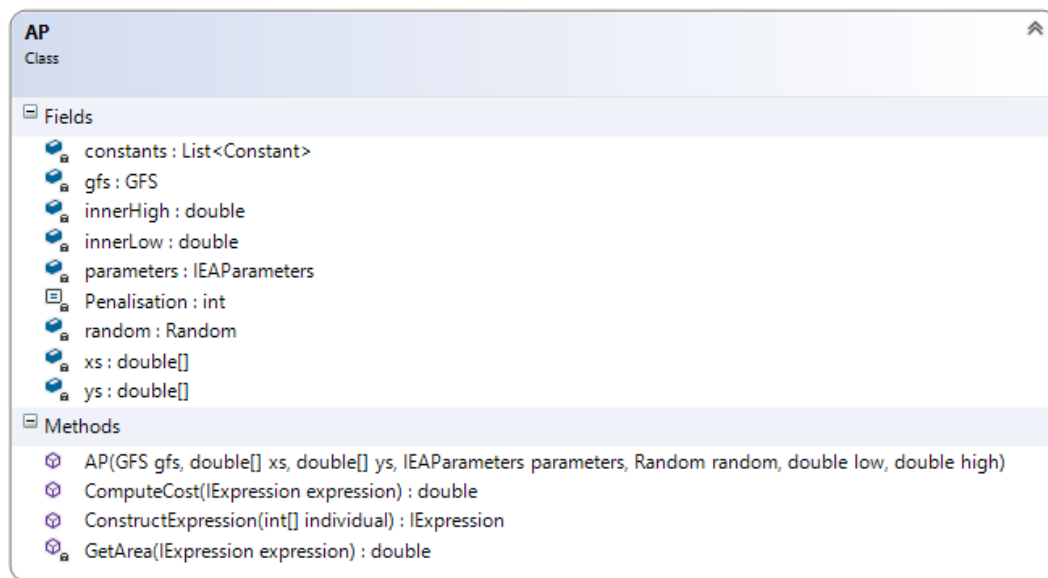 AP
Class
Fields
constants : List<Constant>
gfs : GFS
innerHigh : double
innerLow : double
parameters : IEAParameters
Penalisation : int
random : Random
xs : double[]
ys : double[]
Methods
AP(GFS gfs, double[] xs, double[] ys, IEAParameters parameters, Random random, double low, double high)
ComputeCost(IExpression expression) : double
ConstructExpression(int[] individual) : IExpression
GetArea(IExpression expression) : double